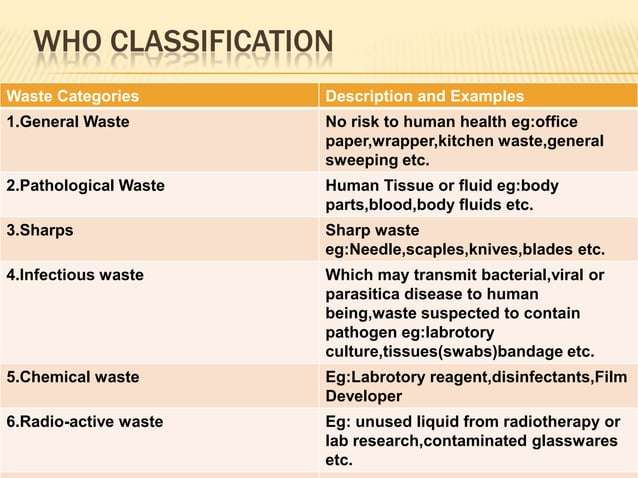 WHO CLASSIFICATION
Waste Categories
Description and Examples
1.General Waste
No risk to human health eg:office
paper,wrapper,kitchen waste,general
sweeping etc.
2.Pathological Waste
Human Tissue or fluid eg:body
parts,blood,body fluids etc.
3.Sharps
Sharp waste
eg:Needle,scaples,knives,blades etc.
4.Infectious waste
Which may transmit bacterial,viral or
parasitica disease to human
being,waste suspected to contain
pathogen eg:labrotory
culture,tissues(swabs)bandage etc.
5.Chemical waste
Eg:Labrotory reagent,disinfectants,Film
Developer
6.Radio-active waste
Eg: unused liquid from radiotherapy or
lab research,contaminated glasswares
etc.